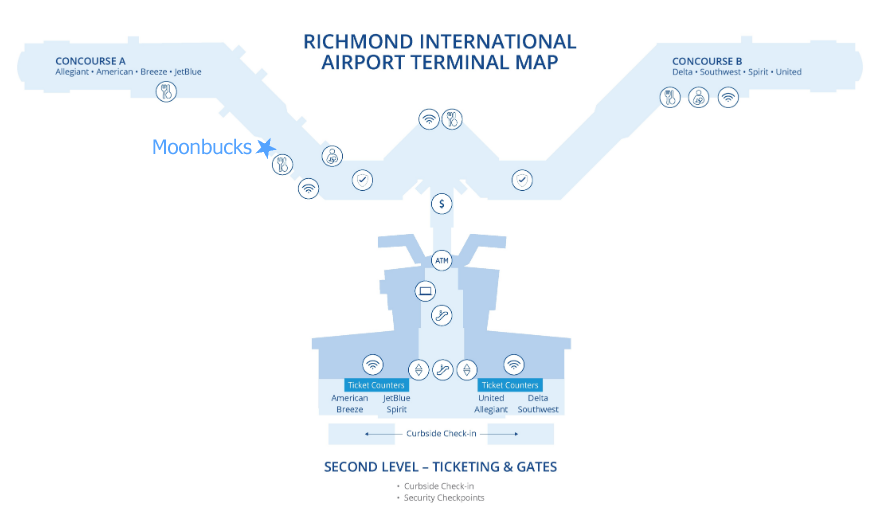 RICHMOND INTERNATIONAL
AIRPORT TERMINAL MAP
CONCOURSE A
Allegiant • American • Breeze • JetBlue
CONCOURSE B
Delta • Southwest • Spirit • United
Moonbucks
$
ATM
Ticket Counters
American JetBlue
Breeze Spirit
Ticket Counters
United Delta
Allegiant Southwest
Curbside Check-in
SECOND LEVEL – TICKETING & GATES
• Curbside Check-in
• Security Checkpoints